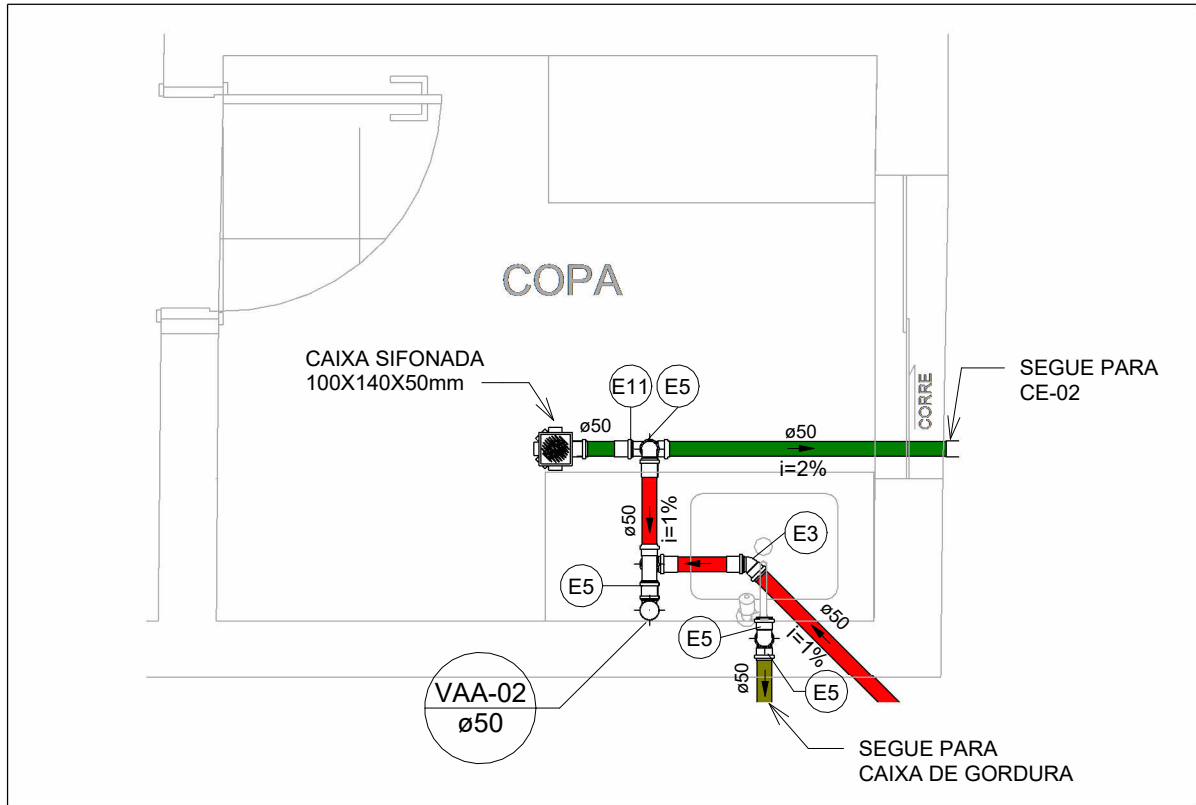 COPA
CAIXA SIFONADA
100X140X50mm
E11
E5
SEGUE PARA
CE-02
CORRE
ø50
ø50
i=2%
ø50
i=1%
E3
E5
E5
ø50
i=1%
VAA-02
ø50
ø50
E5
SEGUE PARA
CAIXA DE GORDURA